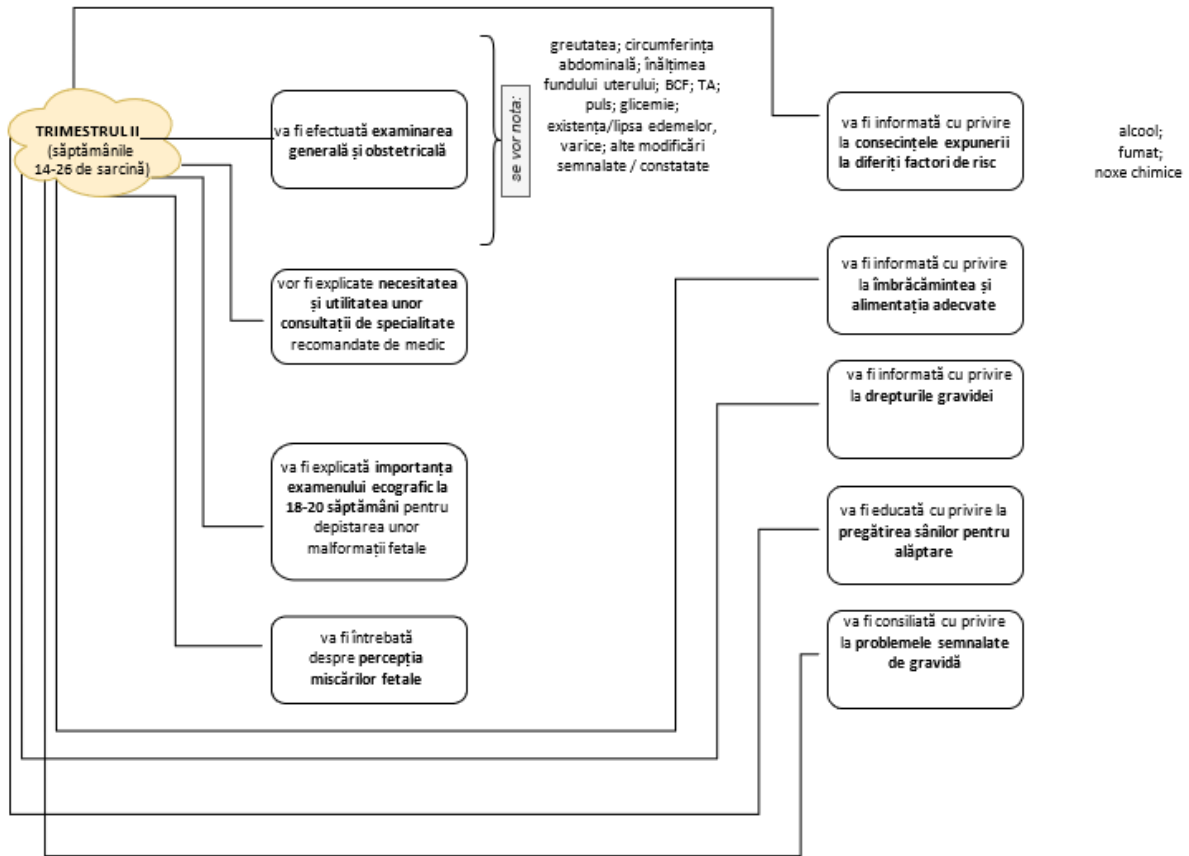 TRIMESTRUL II
(săptămânile
14-26 de sarcină)
va fi efectuată examinarea
generală și obstetricală
se vor nota:
greutatea; circumferința
abdominală; înălțimea
fundului uterului; BCF; TA;
puls; glicemie;
existența/lipsa edemelor,
varice; alte modificări
semnalate / constatate
vor fi explicate necesitatea
și utilitatea unor
consultații de specialitate
recomandate de medic
va fi explicată importanța
examenului ecografic la
18-20 săptămâni pentru
depistarea unor
malformații fetale
va fi întrebată
despre percepția
miscărilor fetale
va fi informată cu privire
la consecințele expunerii
la diferiți factori de risc
alcool;
fumat;
noxe chimice
va fi informată cu privire
la îmbrăcămintea și
alimentația adecvate
va fi informată cu privire
la drepturile gravidei
va fi educată cu privire la
pregătirea sânilor pentru
alăptare
va fi consiliată cu privire
la problemele semnalate
de gravidă